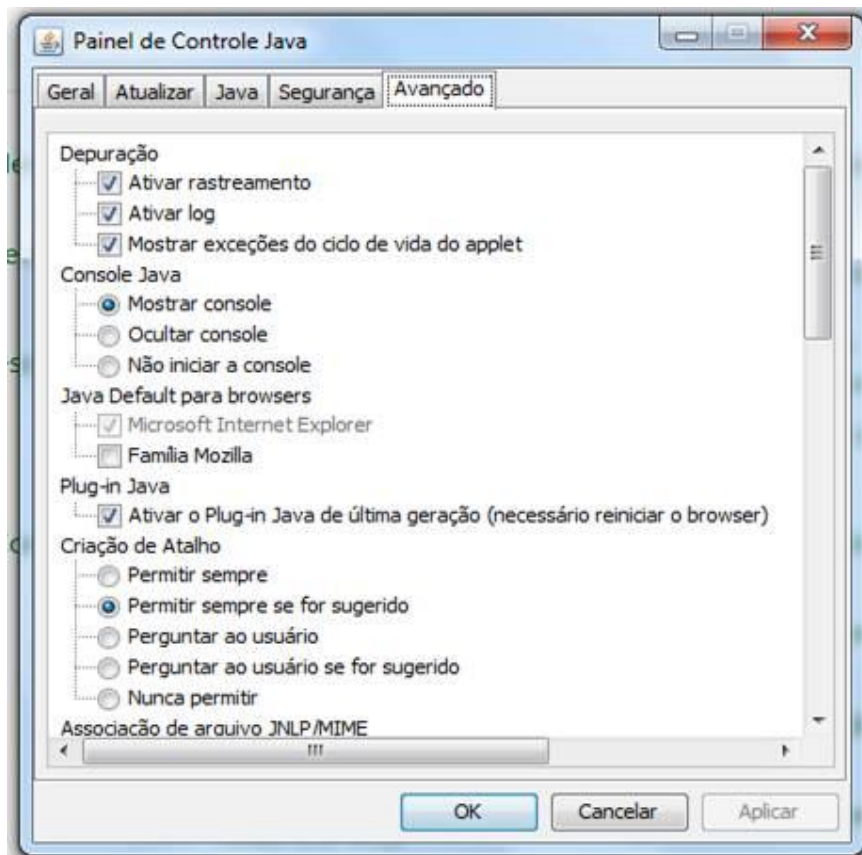 Painel de Controle Java
Geral Atualizar Java Segurança Avançado
Depuração
Ativar rastreamento
Ativar log
Mostrar exceções do ciclo de vida do applet
Console Java
Mostrar console
Ocultar console
Não iniciar a console
Java Default para browsers
Microsoft Internet Explorer
Família Mozilla
Plug-in Java
Ativar o Plug-in Java de última geração (necessário reiniciar o browser)
Criação de Atalho
Permitir sempre
Permitir sempre se for sugerido
Perguntar ao usuário
Perguntar ao usuário se for sugerido
Nunca permitir
Associação de arquivo JNLP/MIME
OK Cancelar Aplicar